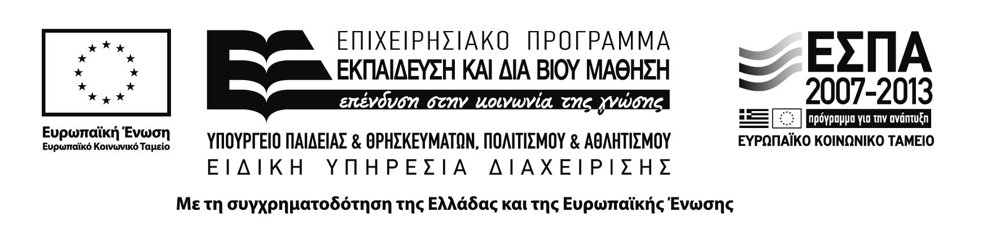 Ευρωπαϊκή Ένωση
Ευρωπαϊκό Κοινωνικό Ταμείο
ΕΠΙΧΕΙΡΗΣΙΑΚΟ ΠΡΟΓΡΑΜΜΑ
ΕΚΠΑΙΔΕΥΣΗ ΚΑΙ ΔΙΑ ΒΙΟΥ ΜΑΘΗΣΗ
επένδυση στην κοινωνία της γνώσης
ΥΠΟΥΡΓΕΙΟ ΠΑΙΔΕΙΑΣ & ΘΡΗΣΚΕΥΜΑΤΩΝ, ΠΟΛΙΤΙΣΜΟΥ & ΑΘΛΗΤΙΣΜΟΥ
ΕΙΔΙΚΗ ΥΠΗΡΕΣΙΑ ΔΙΑΧΕΙΡΙΣΗΣ
ΕΣΠΑ
2007-2013
πρόγραμμα για την ανάπτυξη
ΕΥΡΩΠΑΪΚΟ ΚΟΙΝΩΝΙΚΟ ΤΑΜΕΙΟ
Με τη συγχρηματοδότηση της Ελλάδας και της Ευρωπαϊκής Ένωσης